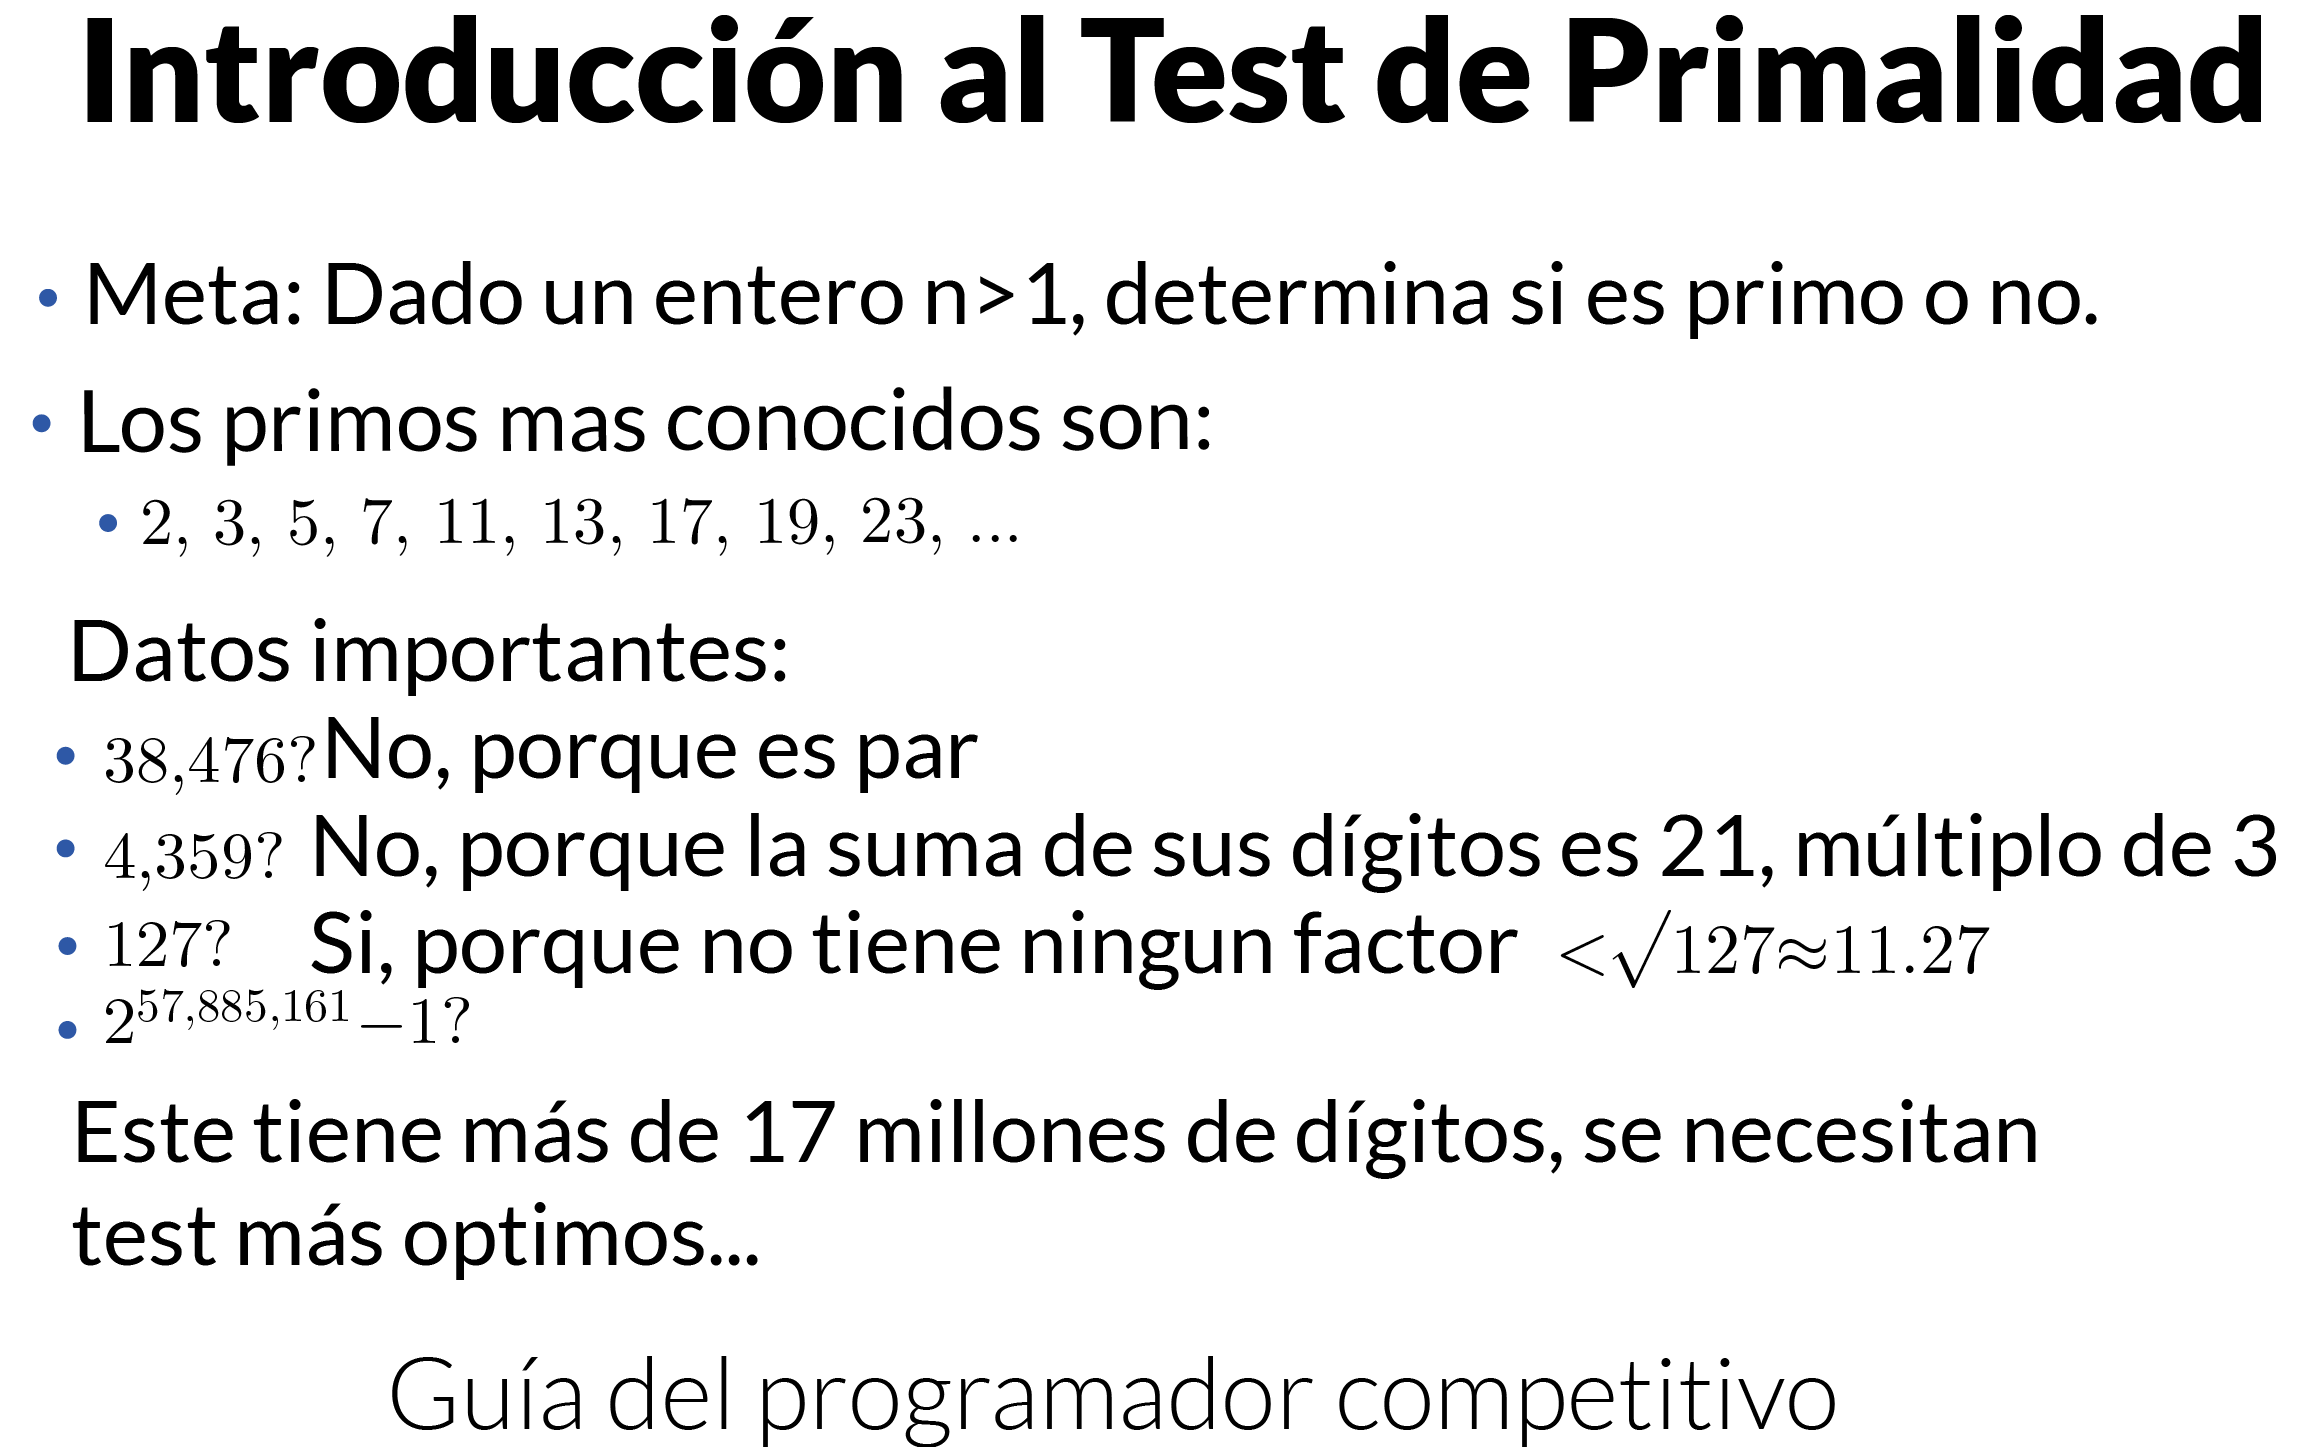 Introducción al Test de Primalidad
• Meta: Dado un entero n>1, determina si es primo o no.
• Los primos mas conocidos son:
• 2, 3, 5, 7, 11, 13, 17, 19, 23, ...
Datos importantes:
• 38,476? No, porque es par
• 4,359? No, porque la suma de sus dígitos es 21, múltiplo de 3
• 127? Si, porque no tiene ningun factor <√127≈11.27
• 2^57,885,161−1?
Este tiene más de 17 millones de dígitos, se necesitan
test más optimos...
Guía del programador competitivo